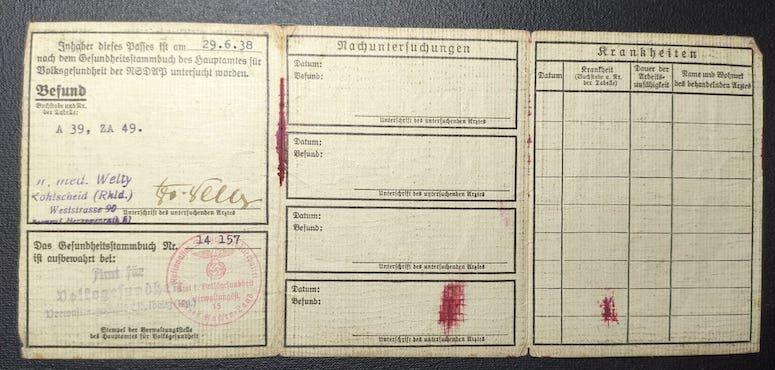 Inhaber dieses Passes ist am 29.6.38
nach dem Gesundheitsstammbuch des Hauptamtes für
Volksgesundheit der NSDAP untersucht worden.
Befund
Buchstabe und Nr.
der Tabelle:
A 39, ZA 49.
med. Welty
Kohlscheid (Rhld.)
Weststrasse 90
Unterschrift des untersuchenden Arztes
Das Gesundheitsstammbuch Nr. 14 157
ist aufbewahrt bei:
Amt für
Volksgesundheit
Stempel der Verwaltungsstelle
des Hauptamtes für Volksgesundheit
Nachuntersuchungen
Datum:
Befund:
Unterschrift des untersuchenden Arztes
Datum:
Befund:
Unterschrift des untersuchenden Arztes
Datum:
Befund:
Unterschrift des untersuchenden Arztes
Datum:
Befund:
Unterschrift des untersuchenden Arztes
Krankheiten
Datum
Krankheit
(Buchstabe u. Nr.
der Tabelle)
Dauer der
Arbeits-
unfähigkeit
Name und Wohnort
des behandelnden Arztes